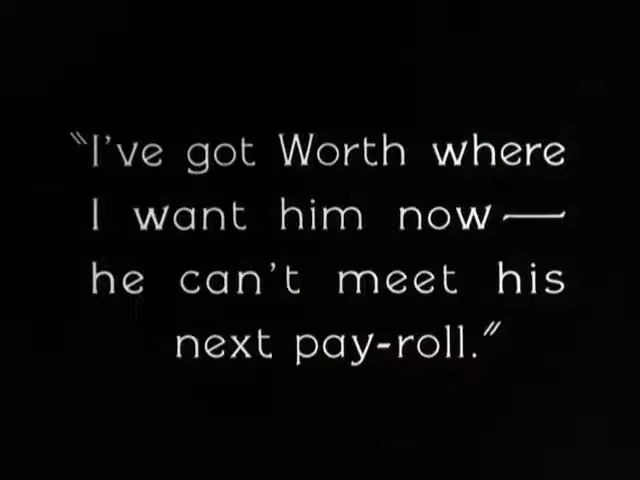 "I've got Worth where
I want him now—
he can't meet his
next pay-roll."